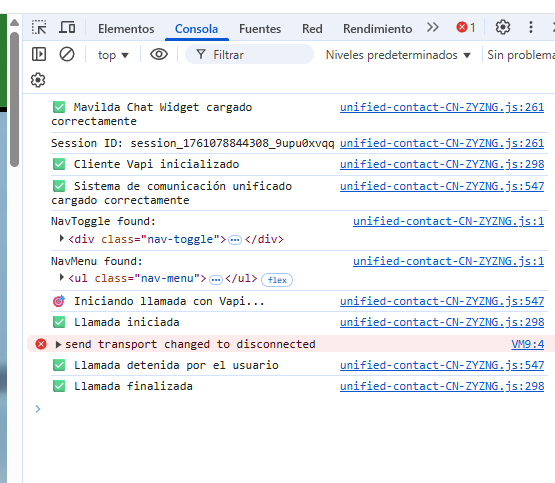 Elementos Consola Fuentes Red Rendimiento 1
top Filtrar Niveles predeterminados Sin problema
Mavilda Chat Widget cargado correctamente unified-contact-CN-ZYZNG.js:261
Session ID: session_1761078844308_9upu0xvqq unified-contact-CN-ZYZNG.js:261
Cliente Vapi inicializado unified-contact-CN-ZYZNG.js:298
Sistema de comunicación unificado cargado correctamente unified-contact-CN-ZYZNG.js:547
NavToggle found: unified-contact-CN-ZYZNG.js:1
<div class="nav-toggle">…</div>
NavMenu found: unified-contact-CN-ZYZNG.js:1
<ul class="nav-menu">…</ul> flex
Iniciando llamada con Vapi... unified-contact-CN-ZYZNG.js:547
Llamada iniciada unified-contact-CN-ZYZNG.js:298
send transport changed to disconnected VM9:4
Llamada detenida por el usuario unified-contact-CN-ZYZNG.js:547
Llamada finalizada unified-contact-CN-ZYZNG.js:298